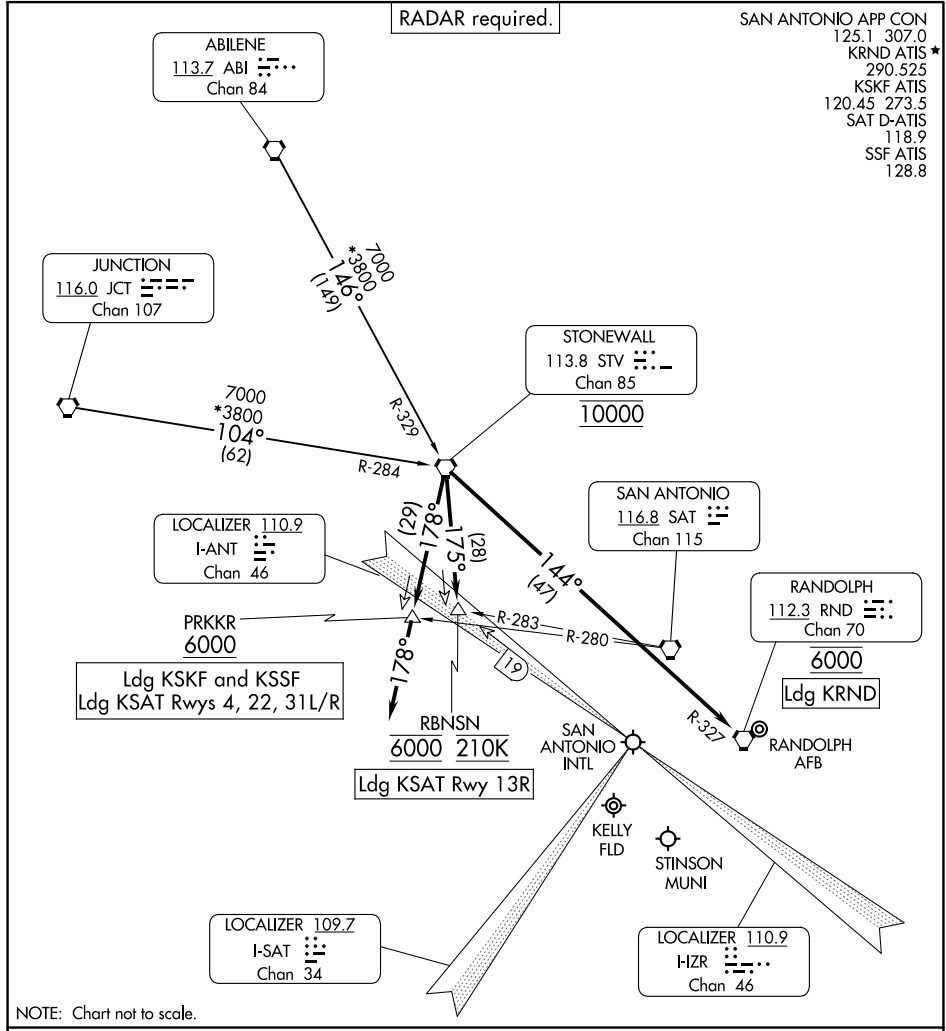 RADAR required.
SAN ANTONIO APP CON
125.1 307.0
KRND ATIS ★
290.525
KSKF ATIS
120.45 273.5
SAT D-ATIS
118.9
SSF ATIS
128.8
ABILENE
113.7 ABI
Chan 84
7000
*3800
146°
(149)
R-329
JUNCTION
116.0 JCT
Chan 107
7000
*3800
104°
(62)
R-284
STONEWALL
113.8 STV
Chan 85
10000
SAN ANTONIO
116.8 SAT
Chan 115
LOCALIZER 110.9
I-ANT
Chan 46
(29)
178°
(28)
175°
144°
(47)
RANDOLPH
112.3 RND
Chan 70
6000
Ldg KRND
R-283
R-280
PRKKR
6000
Ldg KSKF and KSSF
Ldg KSAT Rwys 4, 22, 31L/R
178°
19
RBNSN
6000 210K
Ldg KSAT Rwy 13R
R-327
SAN
ANTONIO
INTL
RANDOLPH
AFB
KELLY
FLD
STINSON
MUNI
LOCALIZER 109.7
I-SAT
Chan 34
LOCALIZER 110.9
I-IZR
Chan 46
NOTE: Chart not to scale.